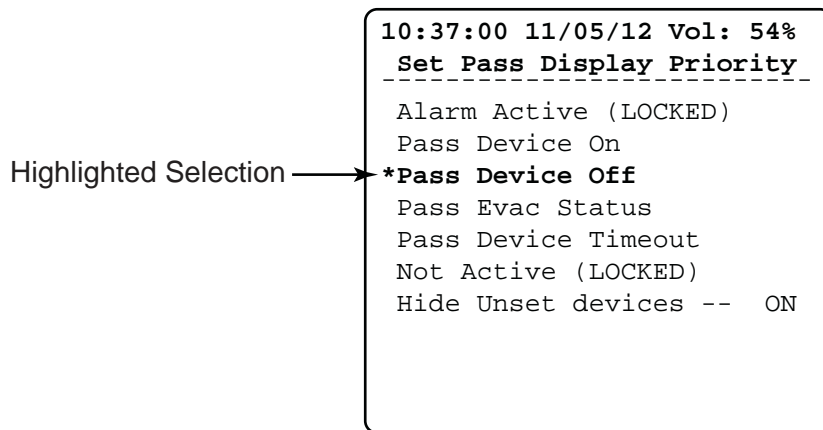 10:37:00 11/05/12 Vol: 54%
Set Pass Display Priority
---------------------------
Alarm Active (LOCKED)
Pass Device On
Highlighted Selection
*Pass Device Off
Pass Evac Status
Pass Device Timeout
Not Active (LOCKED)
Hide Unset devices -- ON